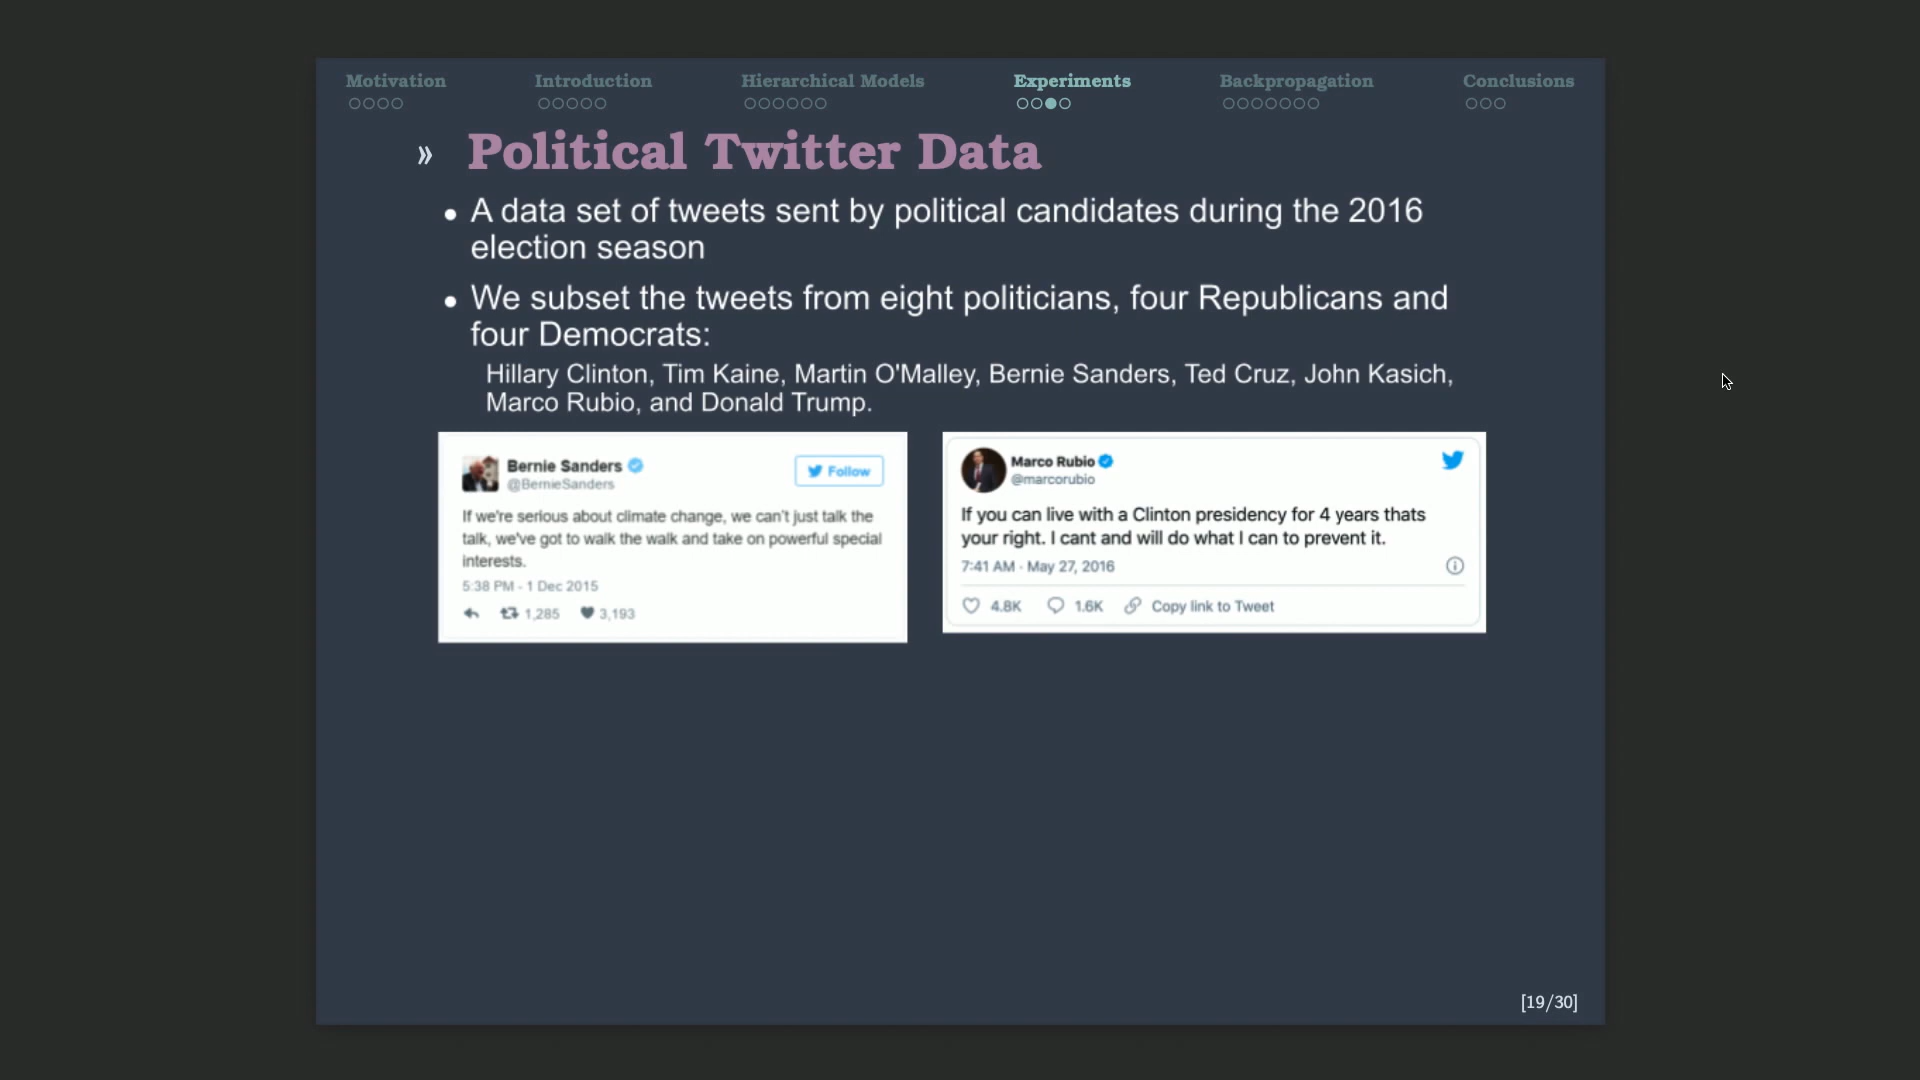 Motivation Introduction Hierarchical Models Experiments Backpropagation Conclusions
» Political Twitter Data
• A data set of tweets sent by political candidates during the 2016
election season
• We subset the tweets from eight politicians, four Republicans and
four Democrats:
Hillary Clinton, Tim Kaine, Martin O'Malley, Bernie Sanders, Ted Cruz, John Kasich,
Marco Rubio, and Donald Trump.
Bernie Sanders
@BernieSanders
Follow
If we're serious about climate change, we can't just talk the
talk, we've got to walk the walk and take on powerful special
interests.
5:38 PM - 1 Dec 2015
1,285 3,193
Marco Rubio
@marcorubio
If you can live with a Clinton presidency for 4 years thats
your right. I cant and will do what I can to prevent it.
7:41 AM · May 27, 2016
4.8K 1.6K Copy link to Tweet
[19/30]